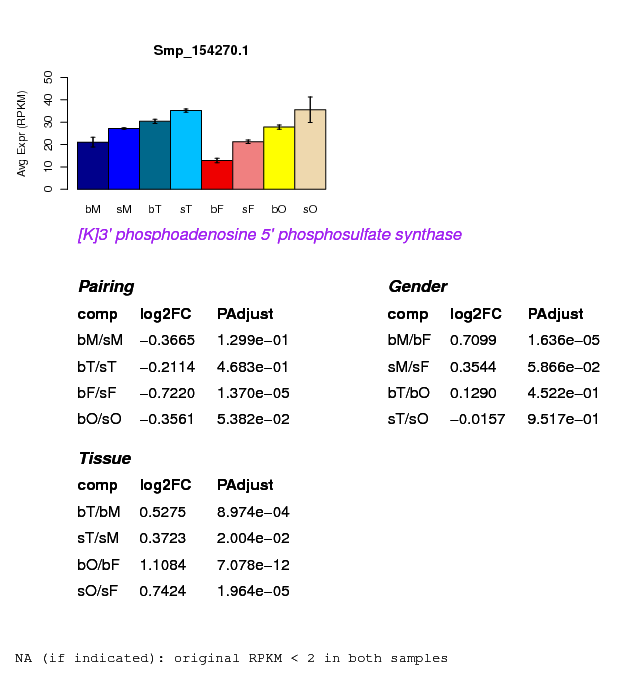 Smp_154270.1
Avg Expr (RPKM)
0 10 20 30 40 50
bM sM bT sT bF sF bO sO
[K]3' phosphoadenosine 5' phosphosulfate synthase
Pairing
comp log2FC PAdjust
bM/sM −0.3665 1.299e−01
bT/sT −0.2114 4.683e−01
bF/sF −0.7220 1.370e−05
bO/sO −0.3561 5.382e−02
Gender
comp log2FC PAdjust
bM/bF 0.7099 1.636e−05
sM/sF 0.3544 5.866e−02
bT/bO 0.1290 4.522e−01
sT/sO −0.0157 9.517e−01
Tissue
comp log2FC PAdjust
bT/bM 0.5275 8.974e−04
sT/sM 0.3723 2.004e−02
bO/bF 1.1084 7.078e−12
sO/sF 0.7424 1.964e−05
NA (if indicated): original RPKM < 2 in both samples